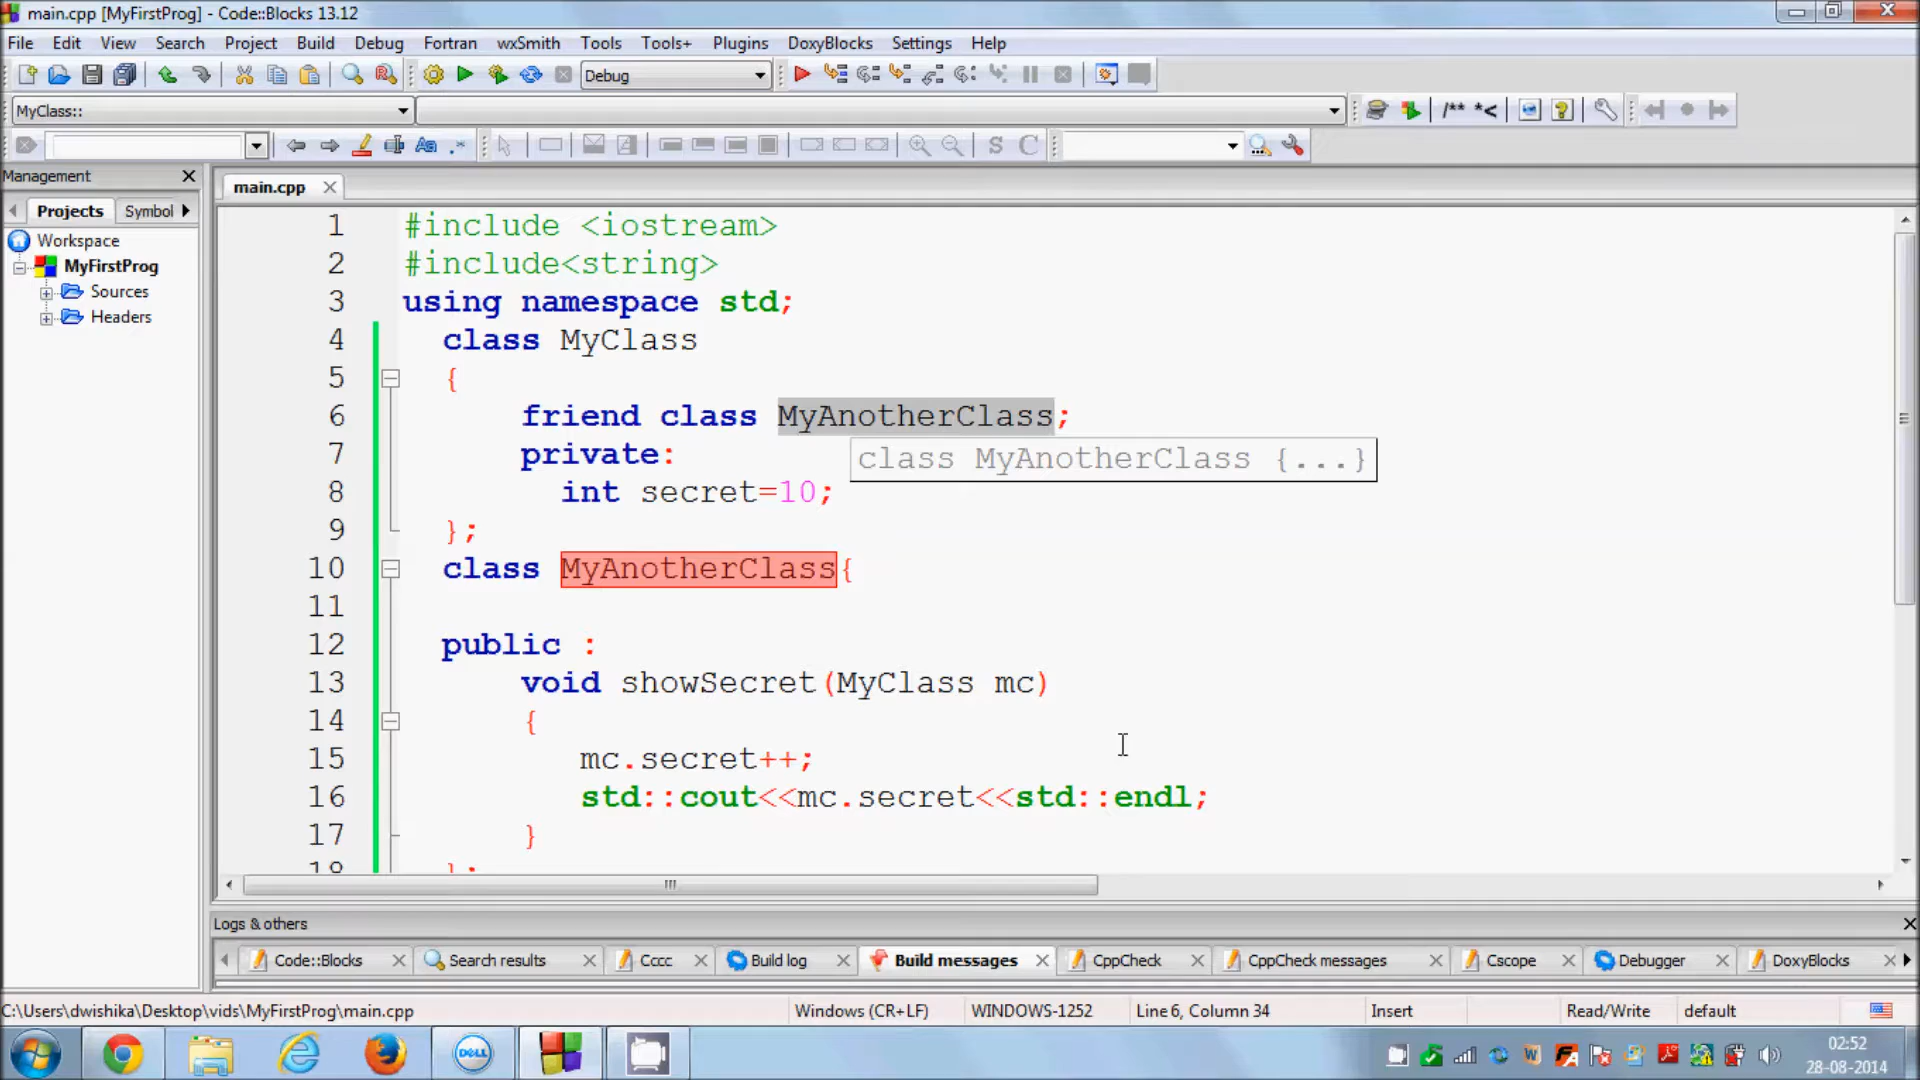 main.cpp [MyFirstProg] - Code::Blocks 13.12
File Edit View Search Project Build Debug Fortran wxSmith Tools Tools+ Plugins DoxyBlocks Settings Help
Debug
MyClass::
/** *<
S C
Management
main.cpp
Projects Symbol
Workspace
MyFirstProg
Sources
Headers
1 #include <iostream>
2 #include<string>
3 using namespace std;
4 class MyClass
5 {
6 friend class MyAnotherClass;
7 private:
class MyAnotherClass {...}
8 int secret=10;
9 };
10 class MyAnotherClass{
11
12 public :
13 void showSecret(MyClass mc)
14 {
15 mc.secret++;
16 std::cout<<mc.secret<<std::endl;
17 }
18 };
Logs & others
Code::Blocks Search results Cccc Build log Build messages CppCheck CppCheck messages Cscope Debugger DoxyBlocks
C:\Users\dwishika\Desktop\vids\MyFirstProg\main.cpp Windows (CR+LF) WINDOWS-1252 Line 6, Column 34 Insert Read/Write default
DELL
02:52
28-08-2014